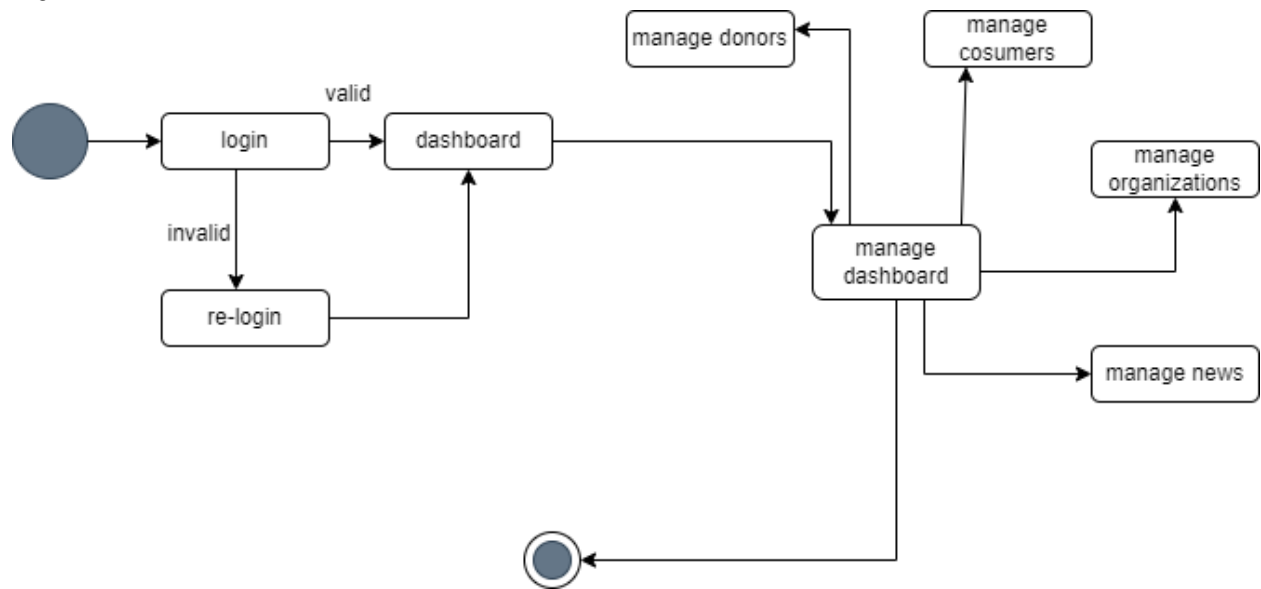 manage donors
manage
cosumers
valid
login
dashboard
manage
organizations
invalid
manage
dashboard
re-login
manage news